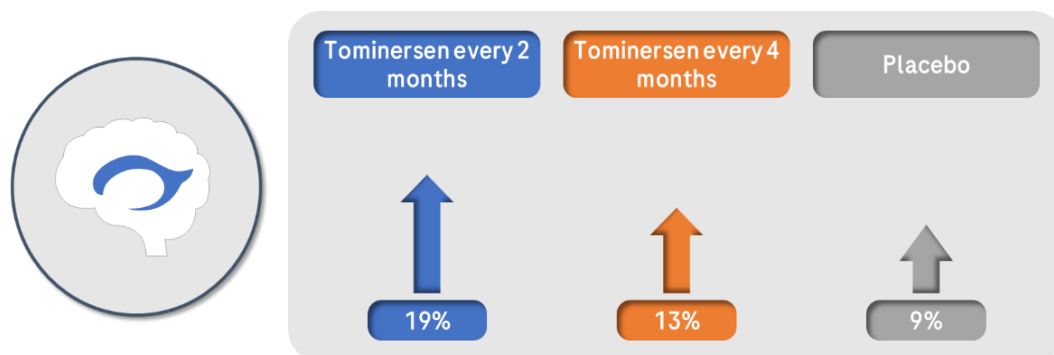 Tominersen every 2
months
Tominersen every 4
months
Placebo
19%
13%
9%